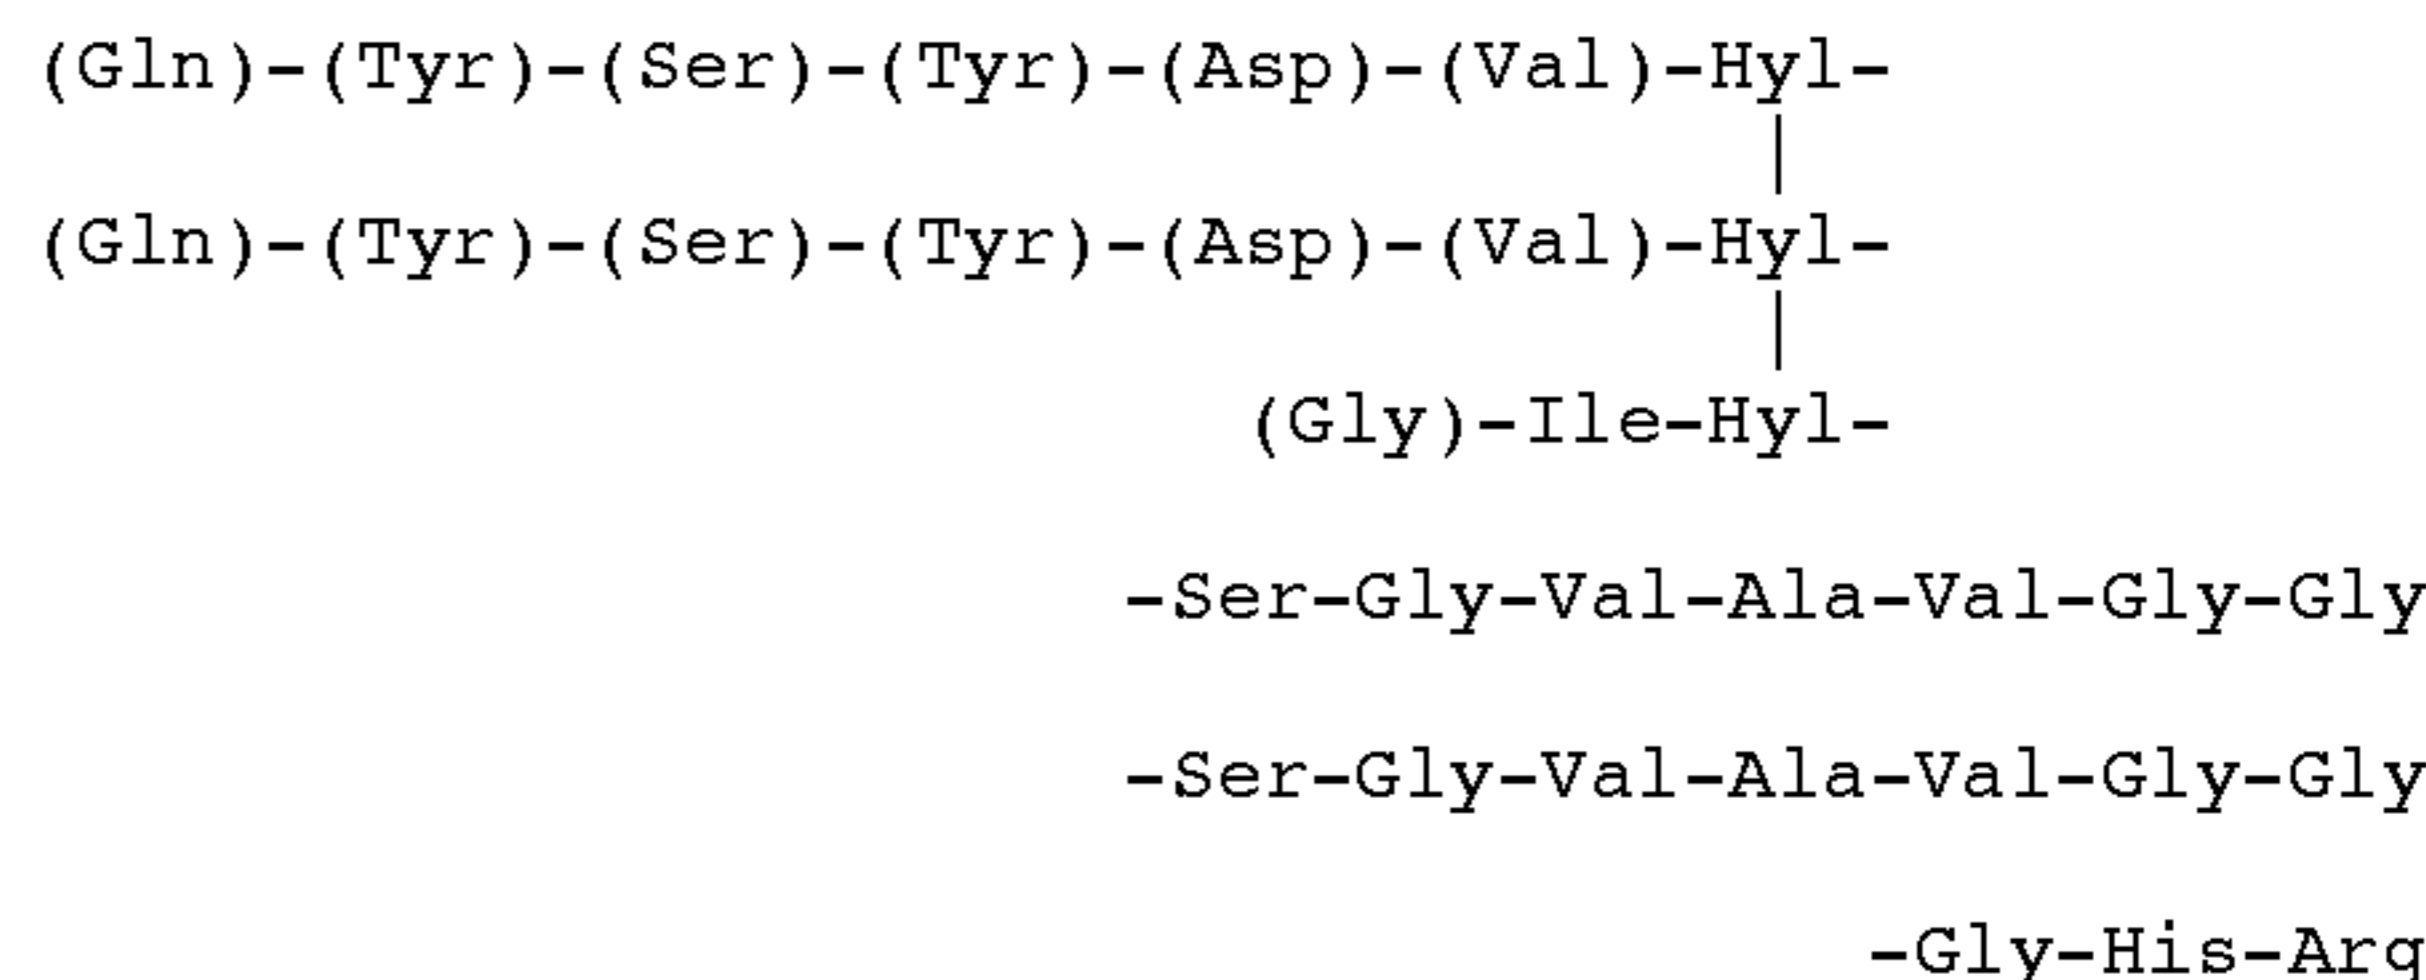 (Gln)-(Tyr)-(Ser)-(Tyr)-(Asp)-(Val)-Hyl-
(Gln)-(Tyr)-(Ser)-(Tyr)-(Asp)-(Val)-Hyl-
(Gly)-Ile-Hyl-
-Ser-Gly-Val-Ala-Val-Gly-Gly
-Ser-Gly-Val-Ala-Val-Gly-Gly
-Gly-His-Arg